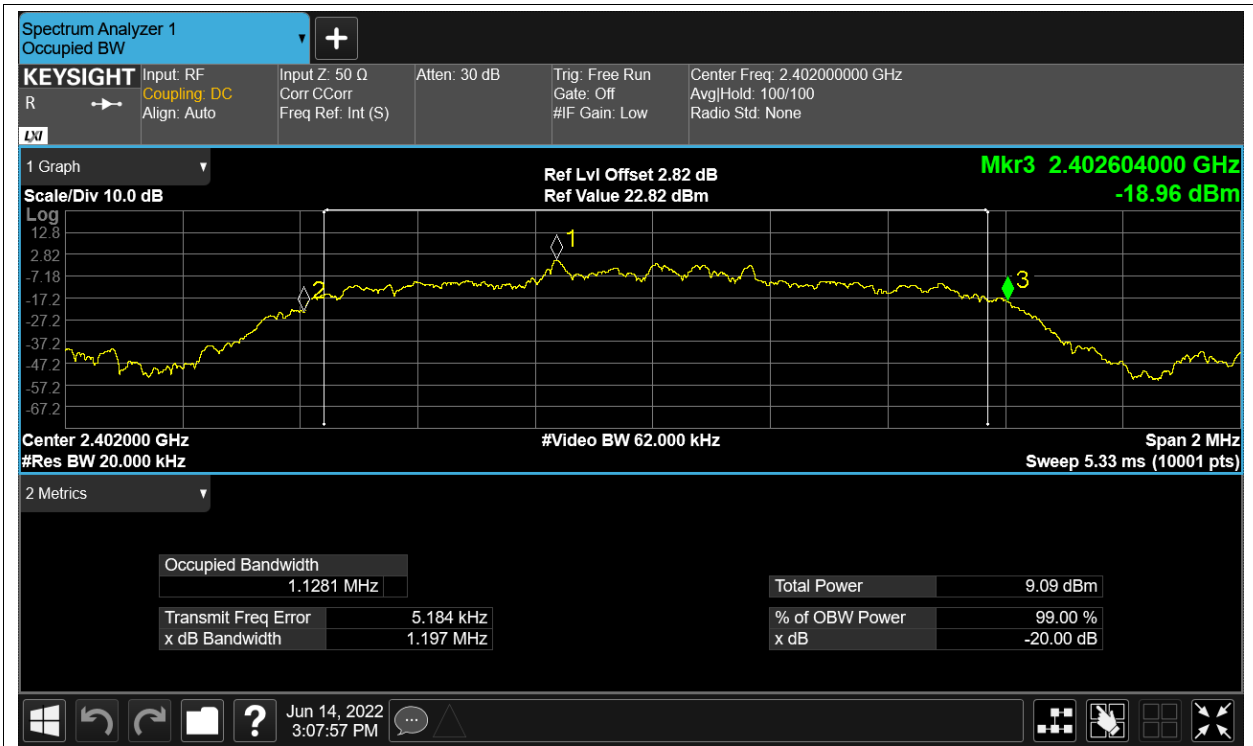 Spectrum Analyzer 1
Occupied BW
KEYSIGHT
R
LXI
Input: RF
Coupling: DC
Align: Auto
Input Z: 50 Ω
Corr CCorr
Freq Ref: Int (S)
Atten: 30 dB
Trig: Free Run
Gate: Off
#IF Gain: Low
Center Freq: 2.402000000 GHz
Avg|Hold: 100/100
Radio Std: None
1 Graph
Scale/Div 10.0 dB
Ref Lvl Offset 2.82 dB
Ref Value 22.82 dBm
Mkr3 2.402604000 GHz
-18.96 dBm
Log
12.8
2.82
-7.18
-17.2
-27.2
-37.2
-47.2
-57.2
-67.2
1
2
3
Center 2.402000 GHz
#Res BW 20.000 kHz
#Video BW 62.000 kHz
Span 2 MHz
Sweep 5.33 ms (10001 pts)
2 Metrics
Occupied Bandwidth
1.1281 MHz
Transmit Freq Error 5.184 kHz
x dB Bandwidth 1.197 MHz
Total Power 9.09 dBm
% of OBW Power 99.00 %
x dB -20.00 dB
?
Jun 14, 2022
3:07:57 PM